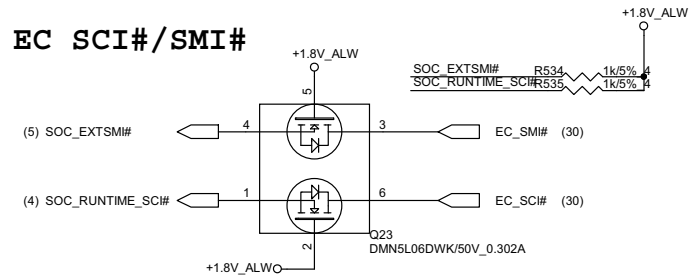 +1.8V_ALW
EC SCI#/SMI#
+1.8V_ALW
SOC_EXTSMI# R534 1k/5% 4
SOC_RUNTIME_SCI# R535 1k/5% 4
5
(5) SOC_EXTSMI# 4 3 EC_SMI# (30)
(4) SOC_RUNTIME_SCI# 1 6 EC_SCI# (30)
Q23
2 DMN5L06DWK/50V_0.302A
+1.8V_ALW